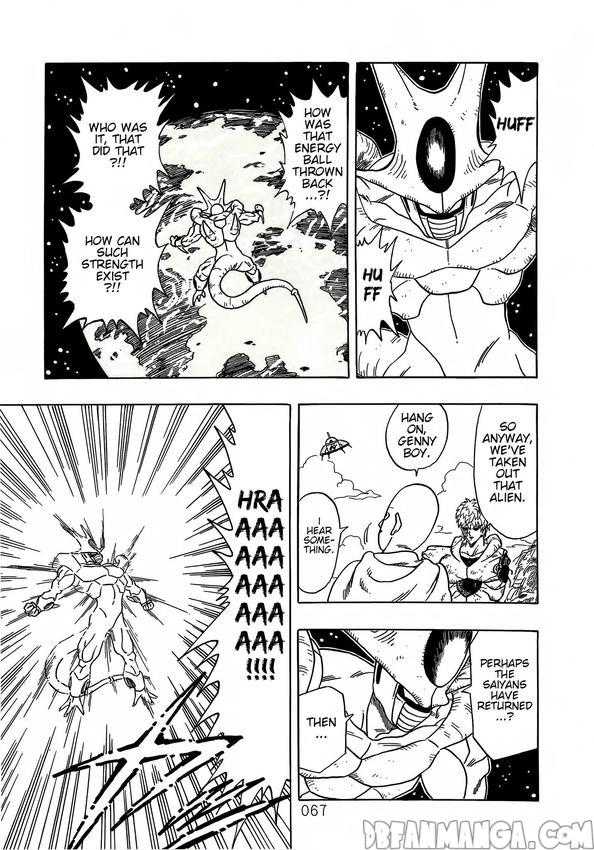 HUFF
HU
FF
HOW
WAS
THAT
ENERGY
BALL
THROWN
BACK
...?!
WHO WAS
IT, THAT
DID THAT
?!!
HOW CAN
SUCH
STRENGTH
EXIST
?!!
SO
ANYWAY,
WE'VE
TAKEN
OUT
THAT
ALIEN.
HANG
ON,
GENNY
BOY.
I
HEAR
SOME-
THING.
PERHAPS
THE
SAIYANS
HAVE
RETURNED
...?
THEN
...
HRA
AAA
AAA
AAA
AAA
AAA
!!!!
067
DBFANMANGA.COM